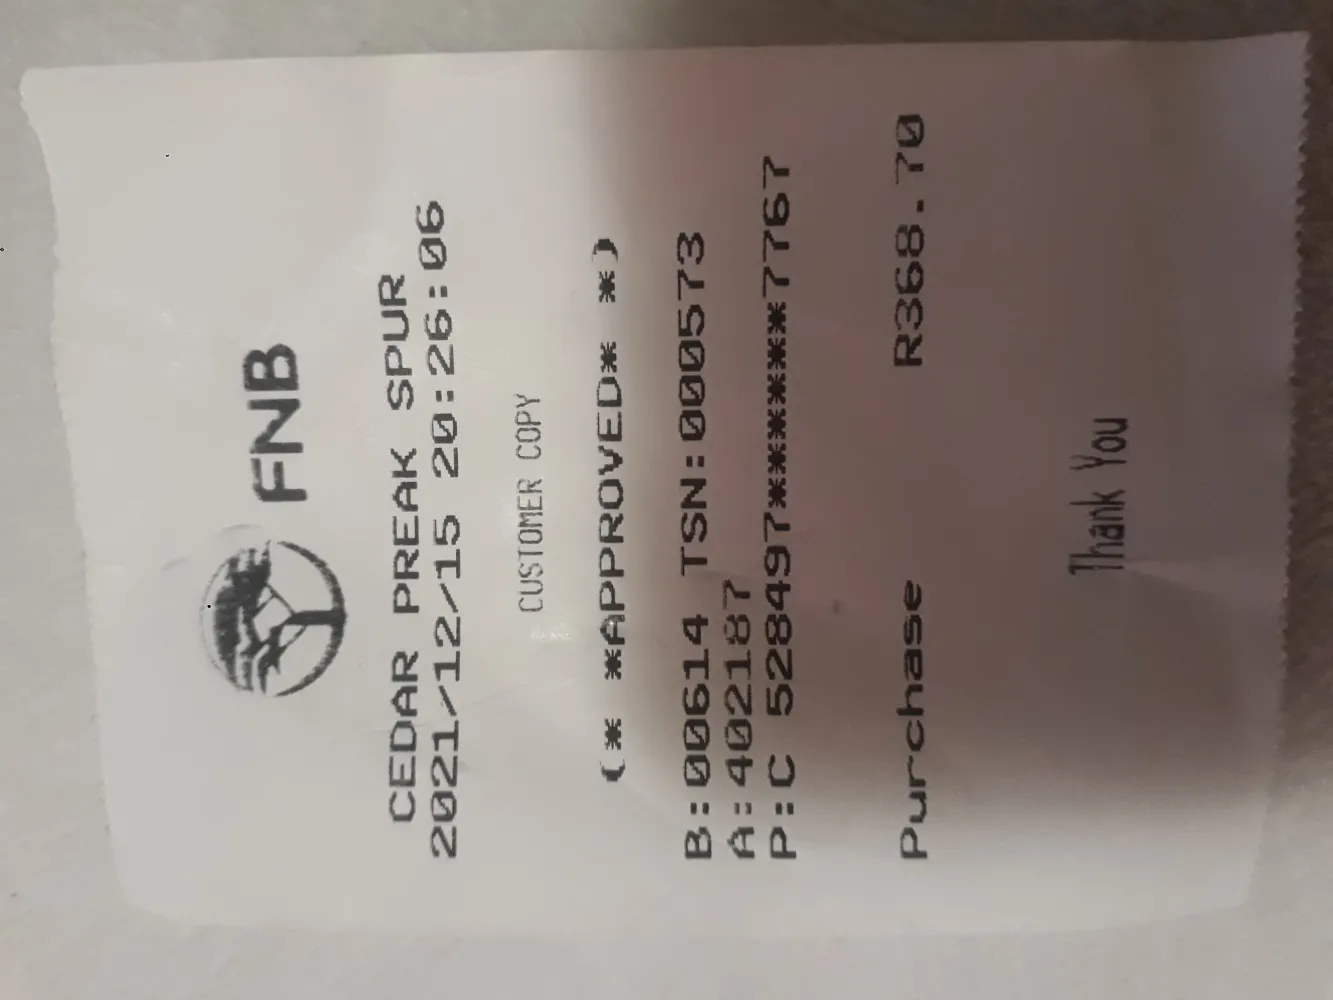 FNB
CEDAR PREAK SPUR
2021/12/15 20:26:06
CUSTOMER COPY
(* *APPROVED* *)
B:00614 TSN:000573
A:402187
P:C 528497******7767
Purchase R368.70
Thank You